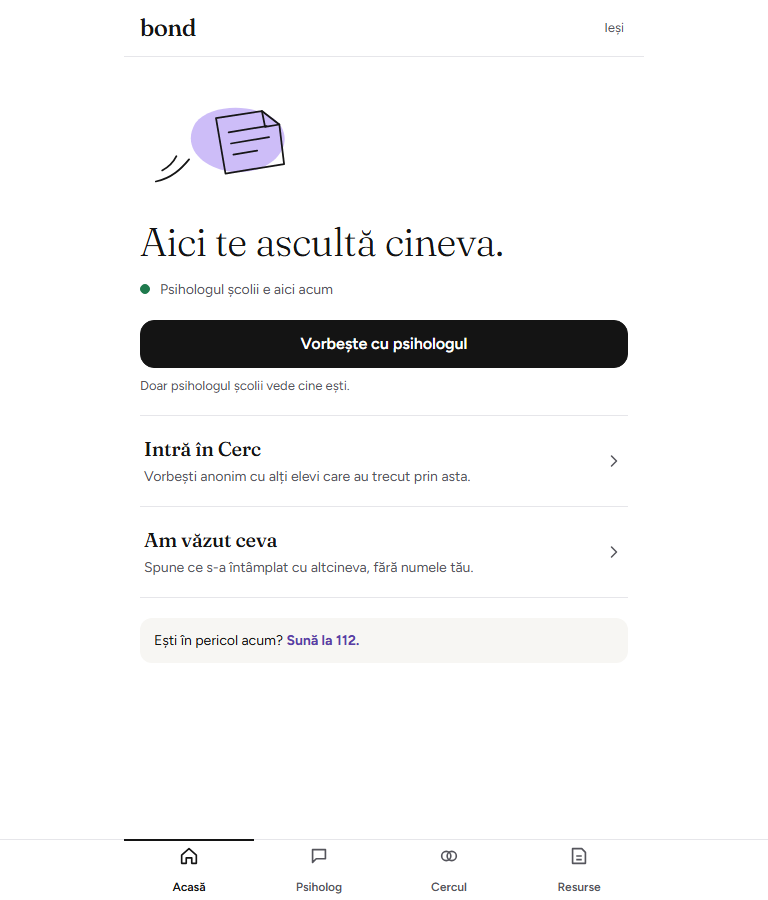 bond
Ieși
Aici te ascultă cineva.
Psihologul școlii e aici acum
Vorbește cu psihologul
Doar psihologul școlii vede cine ești.
Intră în Cerc
Vorbești anonim cu alți elevi care au trecut prin asta.
Am văzut ceva
Spune ce s-a întâmplat cu altcineva, fără numele tău.
Ești în pericol acum? Sună la 112.
Acasă
Psiholog
Cercul
Resurse